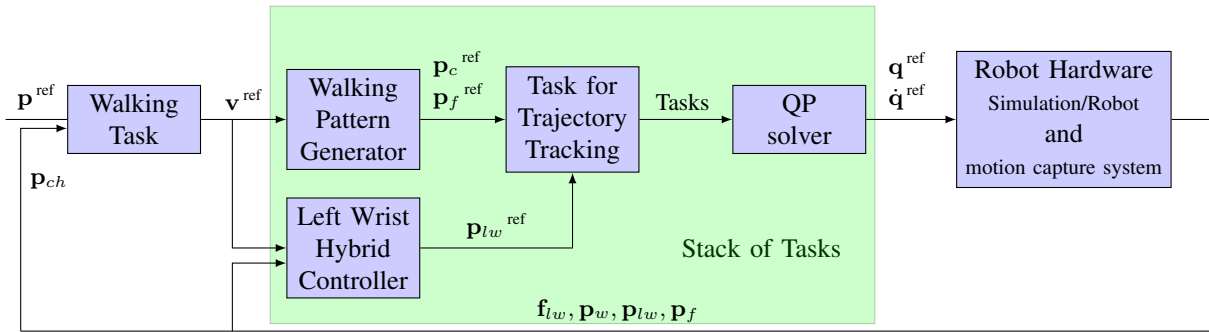 p^ref
Walking
Task
p_ch
v^ref
Walking
Pattern
Generator
p_c^ref
p_f^ref
Left Wrist
Hybrid
Controller
p_lw^ref
Task for
Trajectory
Tracking
Tasks
QP
solver
Stack of Tasks
q^ref
q̇^ref
Robot Hardware
Simulation/Robot
and
motion capture system
f_lw, p_w, p_lw, p_f